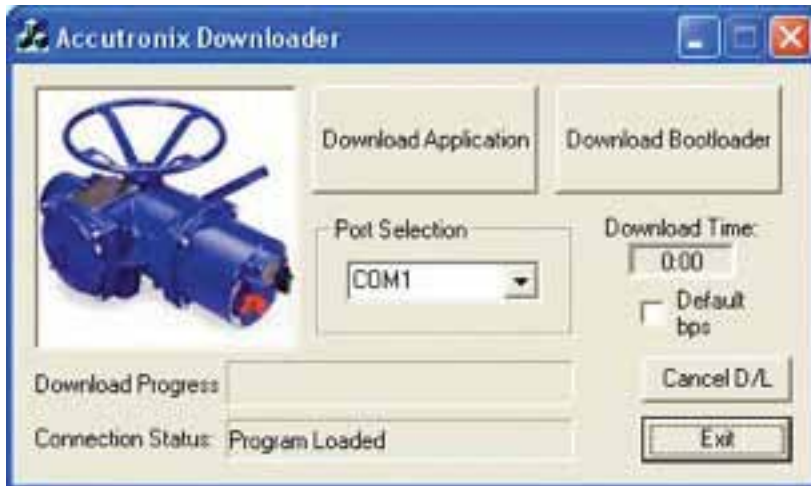 Accutronix Downloader
Download Application
Download Bootloader
Port Selection
COM1
Download Time:
0:00
Default
bps
Download Progress
Cancel D/L
Connection Status: Program Loaded
Exit